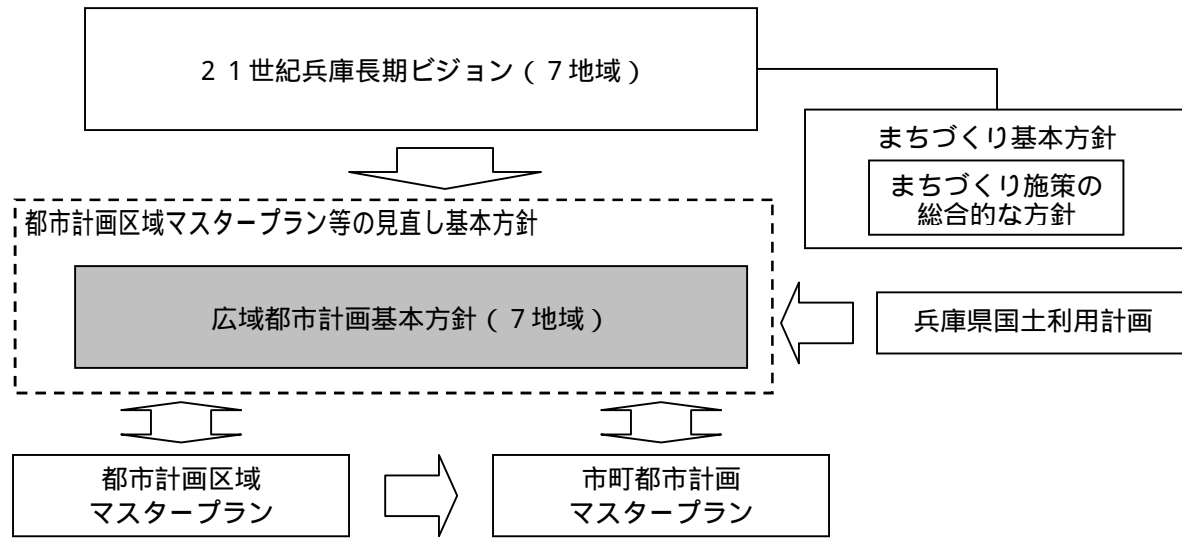 ２１世紀兵庫長期ビジョン（７地域）
まちづくり基本方針
まちづくり施策の
総合的な方針
都市計画区域マスタープラン等の見直し基本方針
広域都市計画基本方針（７地域）
兵庫県国土利用計画
都市計画区域
マスタープラン
市町都市計画
マスタープラン